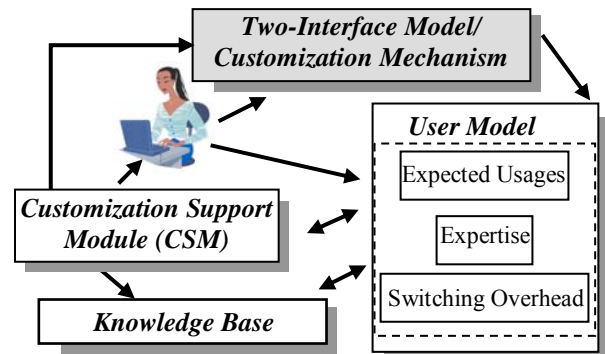 Two-Interface Model/
Customization Mechanism
User Model
Expected Usages
Expertise
Switching Overhead
Customization Support
Module (CSM)
Knowledge Base